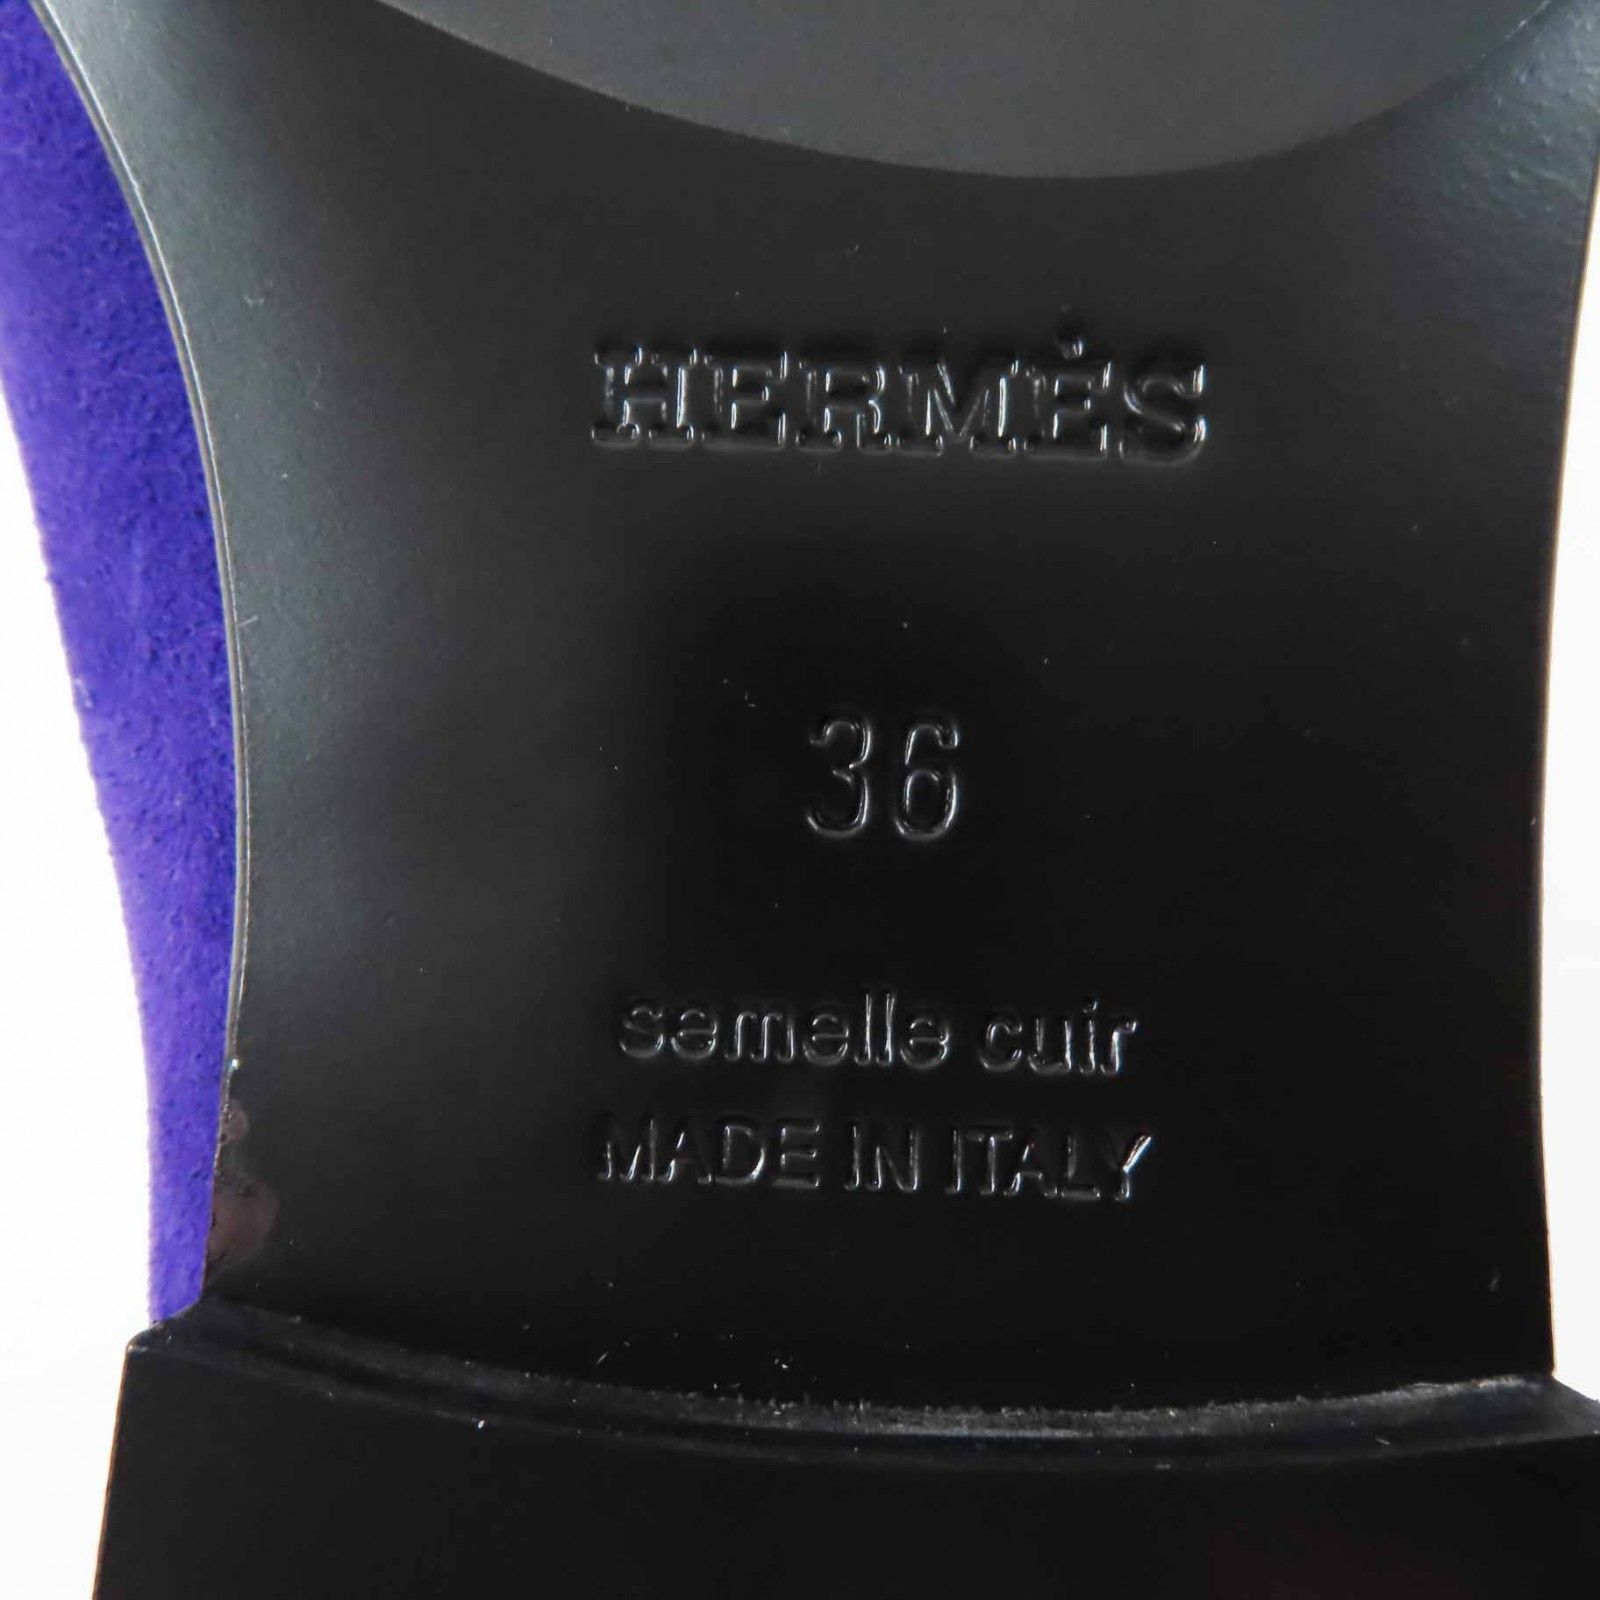 HERMÈS
36
semelle cuir
MADE IN ITALY